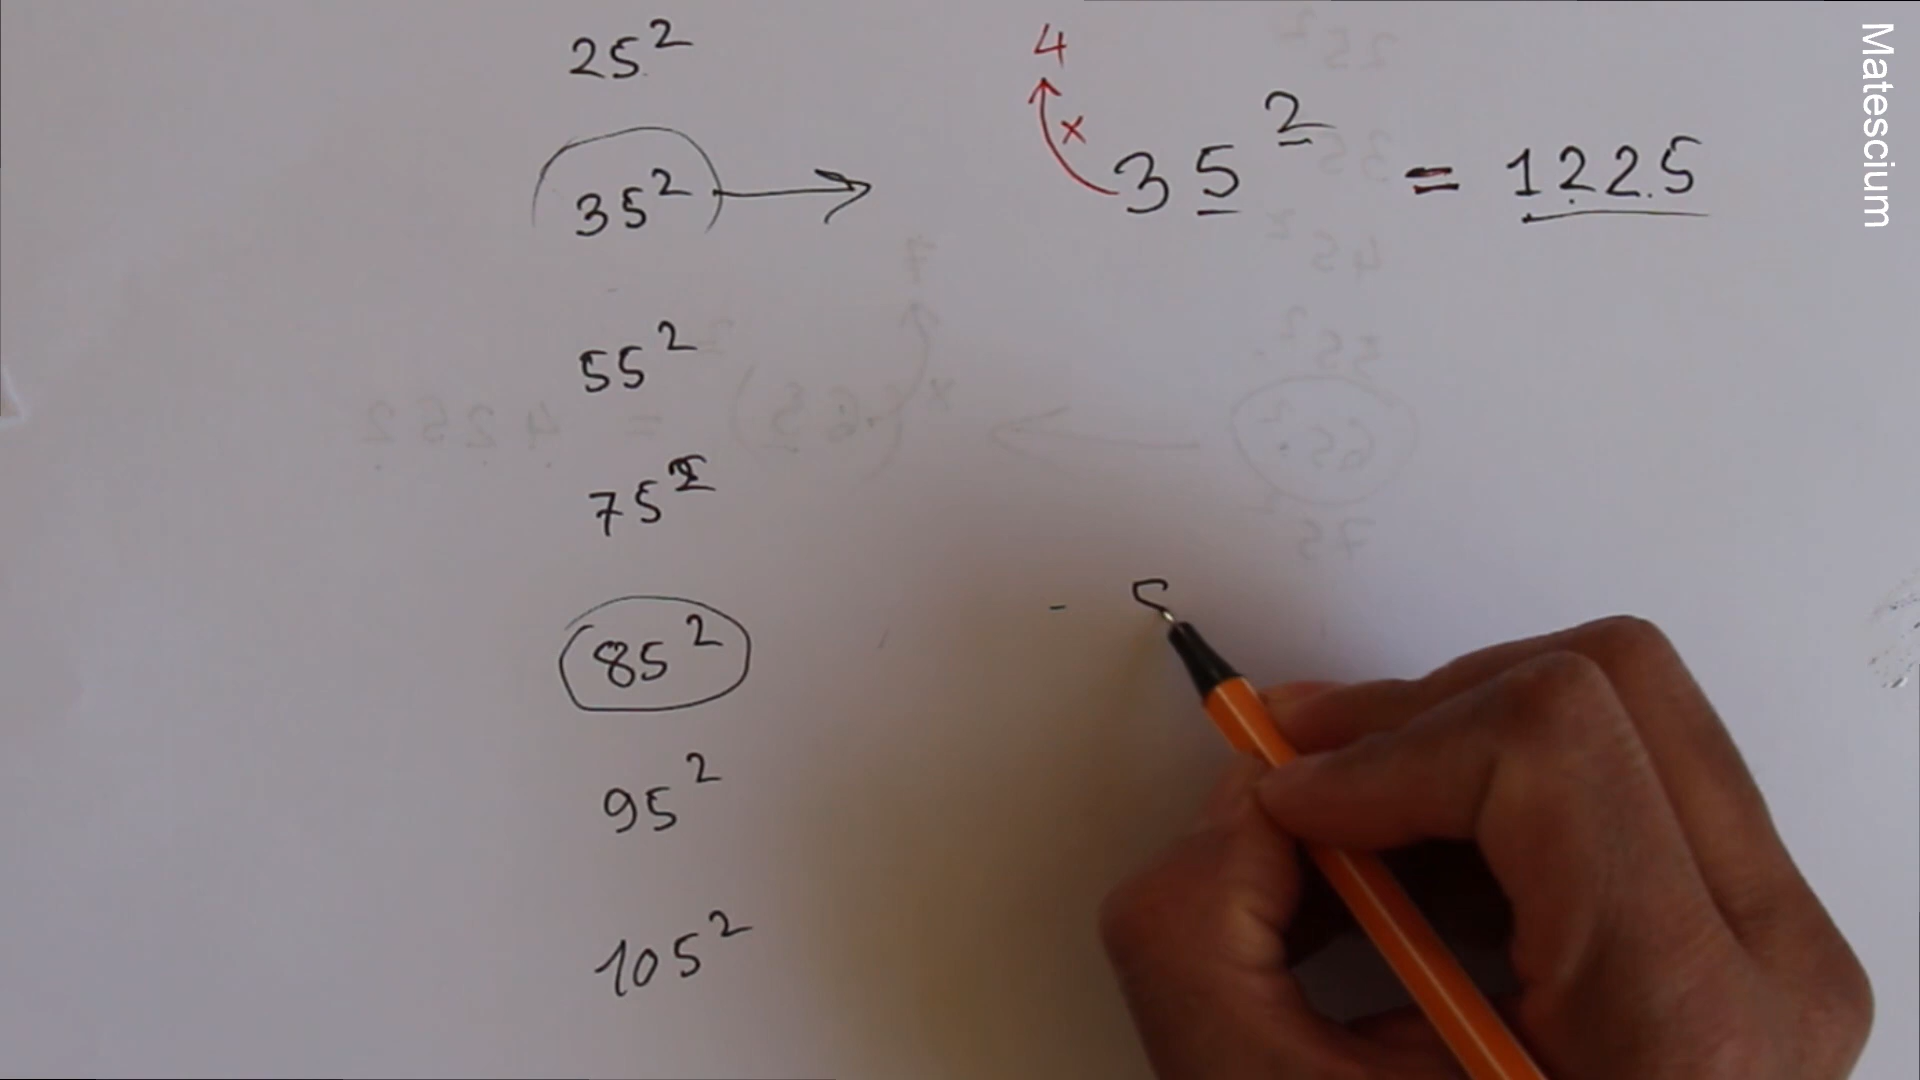 25²
4
x
35² = 1225
35²
55²
75²
85²
95²
105²
Matescium